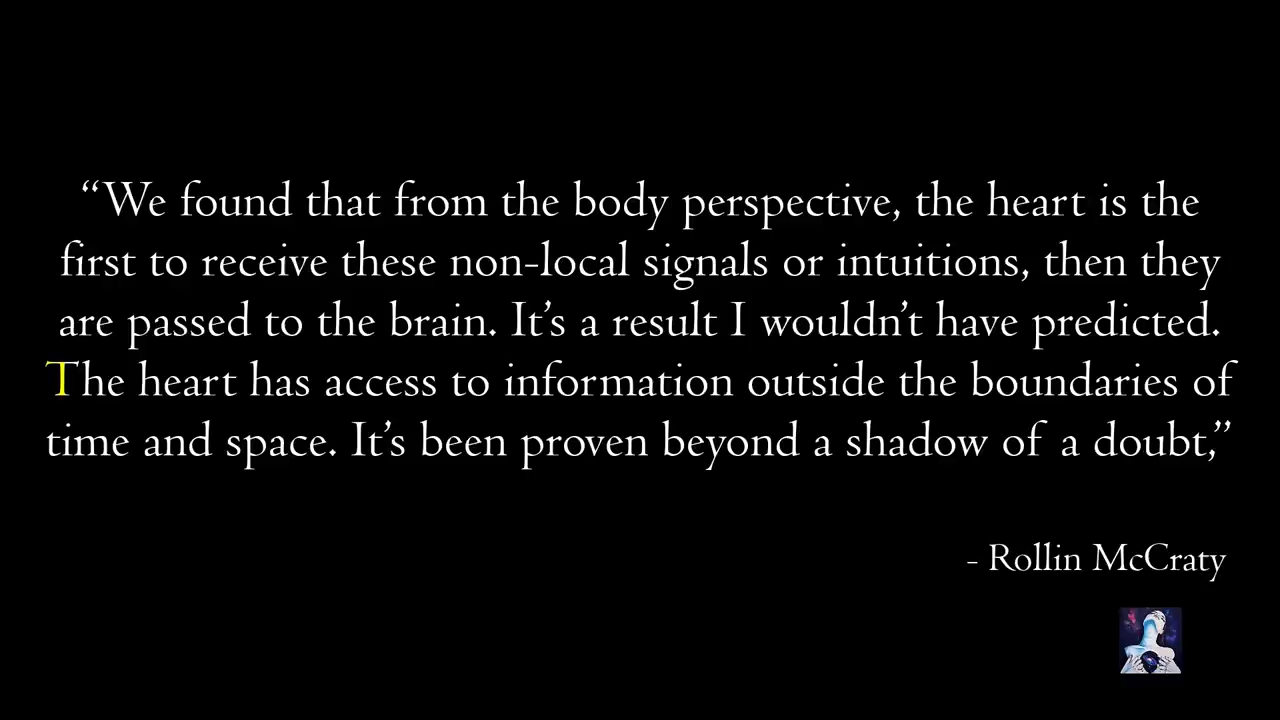 “We found that from the body perspective, the heart is the
first to receive these non-local signals or intuitions, then they
are passed to the brain. It’s a result I wouldn’t have predicted.
The heart has access to information outside the boundaries of
time and space. It’s been proven beyond a shadow of a doubt,”
- Rollin McCraty